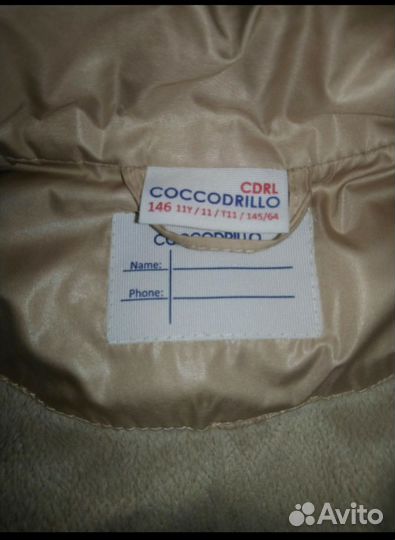 CDRL
COCCODRILLO
146 11Y / 11 / T11 / 145/64
COCCODRILLO
Name:
Phone:
Avito